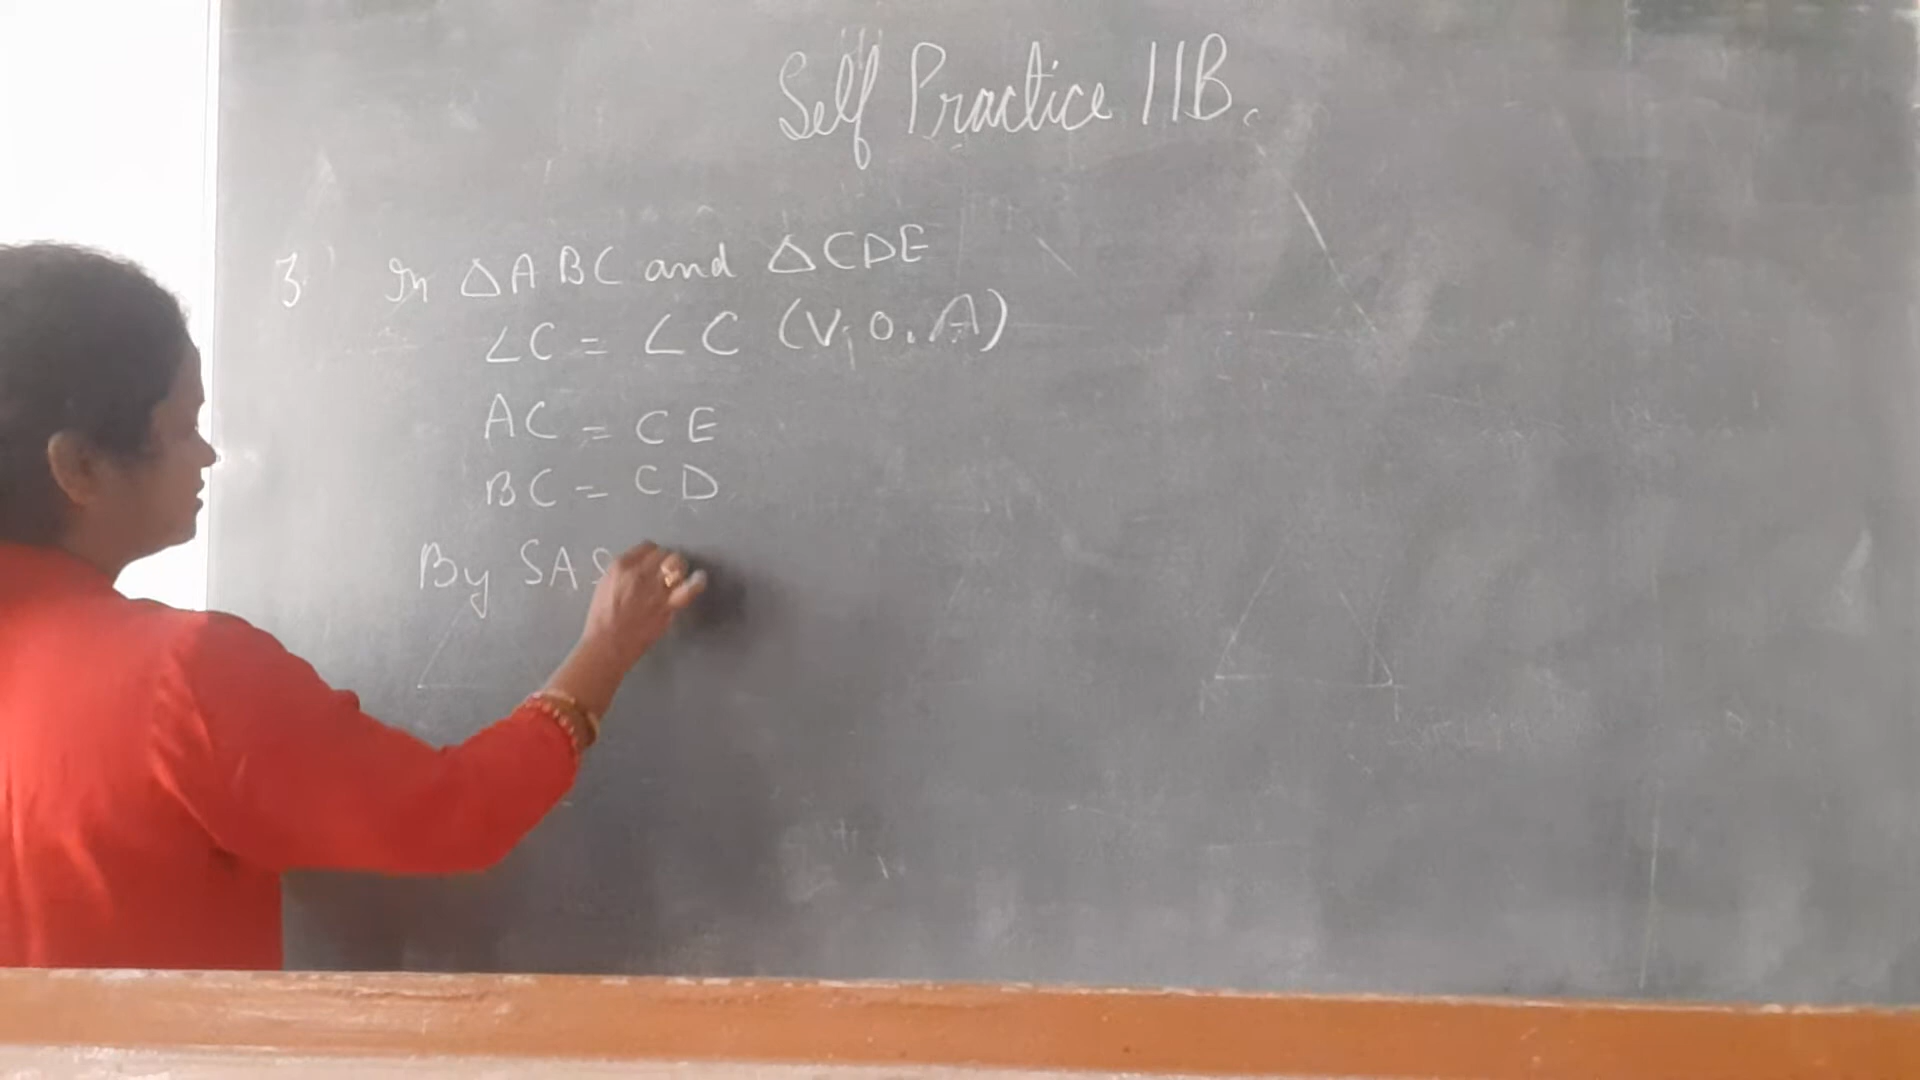 Self Practice 11B.
3. In △ABC and △CDE
∠C = ∠C (V.O.A)
AC = CE
BC = CD
By SAS